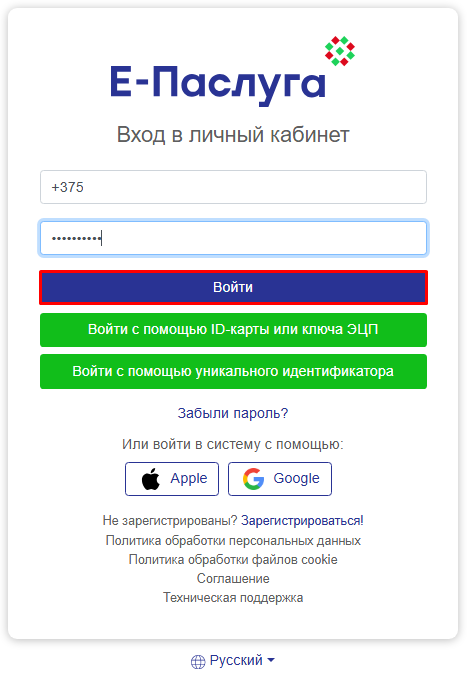 Е-Паслуга
Вход в личный кабинет
+375
••••••••••
Войти
Войти с помощью ID-карты или ключа ЭЦП
Войти с помощью уникального идентификатора
Забыли пароль?
Или войти в систему с помощью:
Apple
Google
Не зарегистрированы? Зарегистрироваться!
Политика обработки персональных данных
Политика обработки файлов cookie
Соглашение
Техническая поддержка
Русский